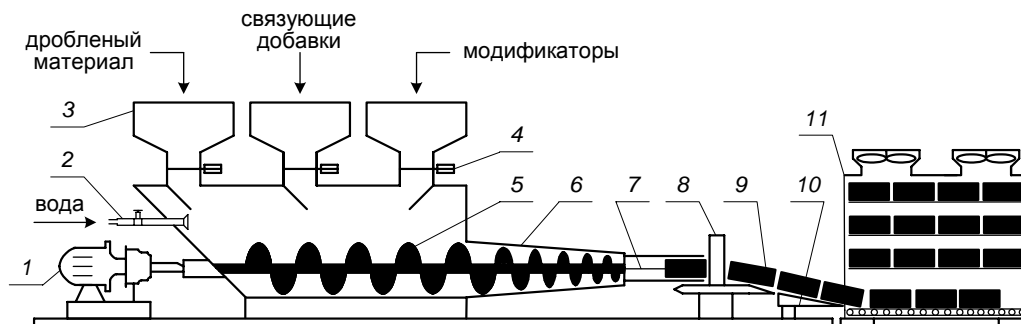 связующие
добавки
дробленый
материал
модификаторы
3
4
11
2
5
6
7
8
9
10
вода
1